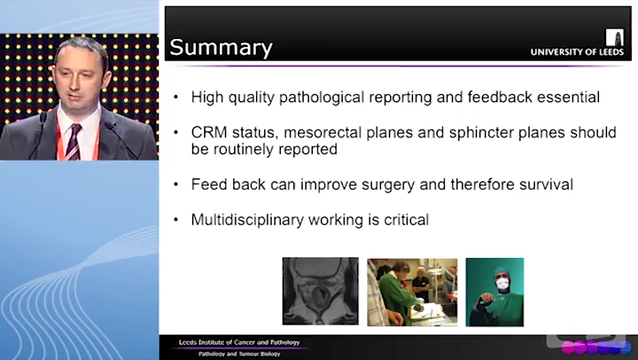 Summary
UNIVERSITY OF LEEDS
• High quality pathological reporting and feedback essential
• CRM status, mesorectal planes and sphincter planes should
be routinely reported
• Feed back can improve surgery and therefore survival
• Multidisciplinary working is critical
Leeds Institute of Cancer and Pathology
Pathology and Tumour Biology